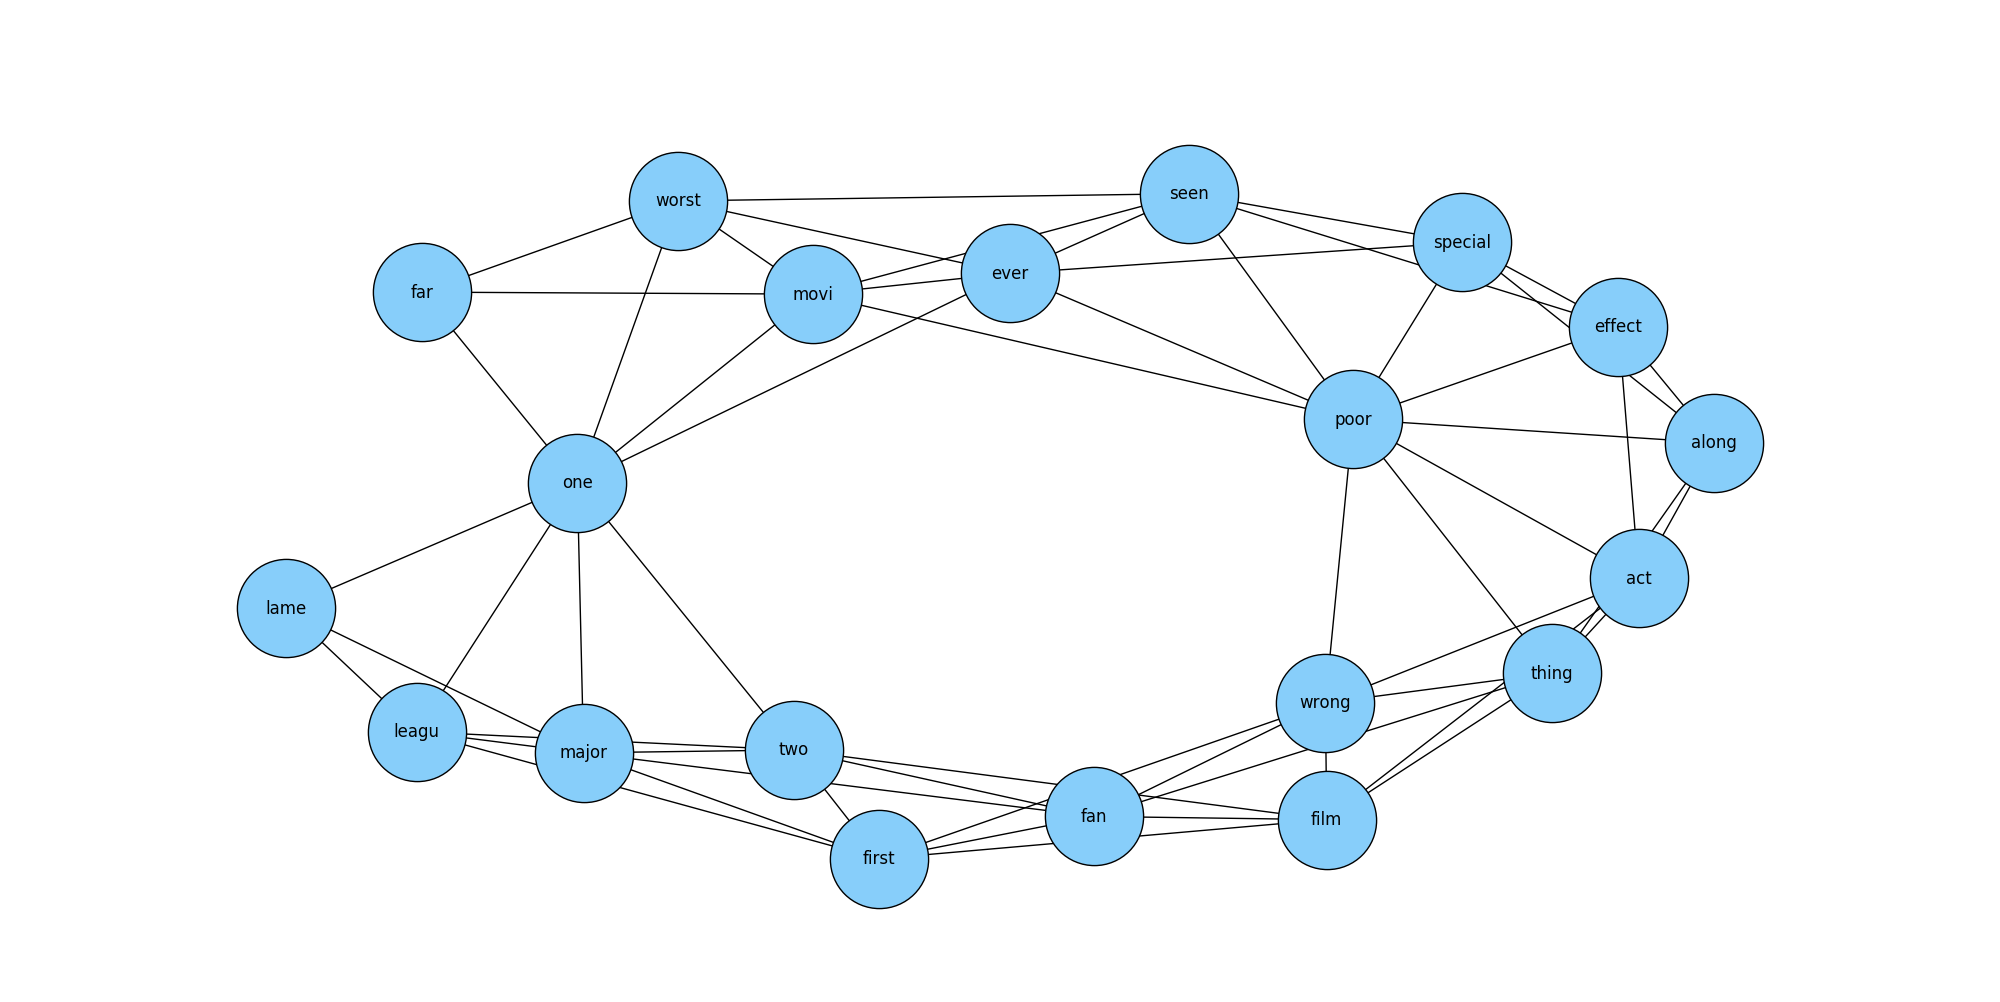 seen
worst
special
ever
far
movi
effect
poor
along
one
act
lame
thing
wrong
leagu
two
major
fan
film
first